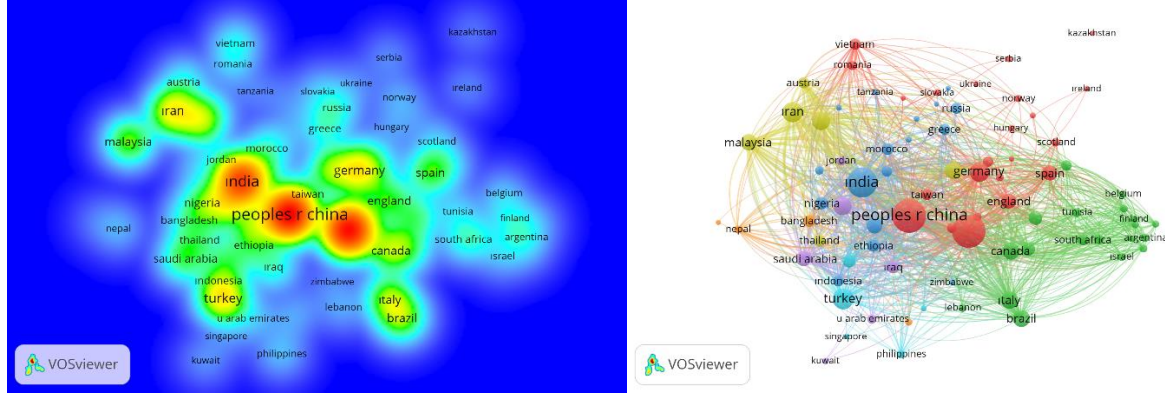 kazakhstan
vietnam
serbia
romania
austria
ukraine
tanzania
slovakia
ireland
iran
norway
russia
greece
hungary
malaysia
scotland
morocco
jordan
germany
spain
india
taiwan
belgium
nigeria
england
peoples r china
tunisia
bangladesh
finland
nepal
thailand
ethiopia
south africa
argentina
canada
saudi arabia
israel
iraq
indonesia
zimbabwe
turkey
italy
lebanon
u arab emirates
brazil
singapore
kuwait
philippines
VOSviewer
kazakhstan
vietnam
serbia
romania
austria
ukraine
tanzania
slovakia
ireland
iran
norway
russia
greece
hungary
malaysia
scotland
morocco
jordan
germany
spain
india
taiwan
belgium
nigeria
england
peoples r china
tunisia
bangladesh
finland
nepal
thailand
ethiopia
south africa
argentina
canada
saudi arabia
israel
iraq
indonesia
zimbabwe
turkey
italy
lebanon
u arab emirates
brazil
singapore
kuwait
philippines
VOSviewer